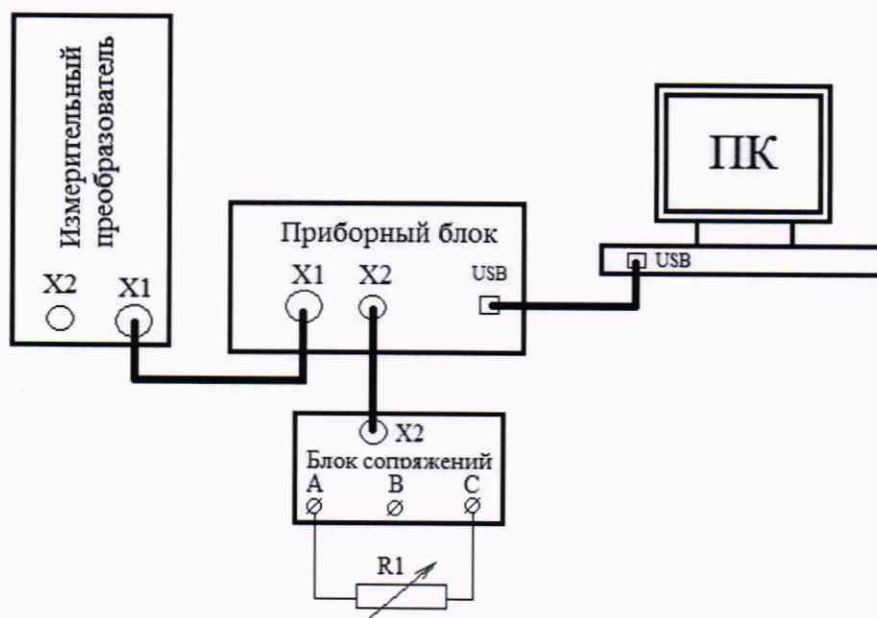 Измерительный
преобразователь
X2
X1
Приборный блок
X1
X2
USB
ПК
USB
X2
Блок сопряжений
A
B
C
R1